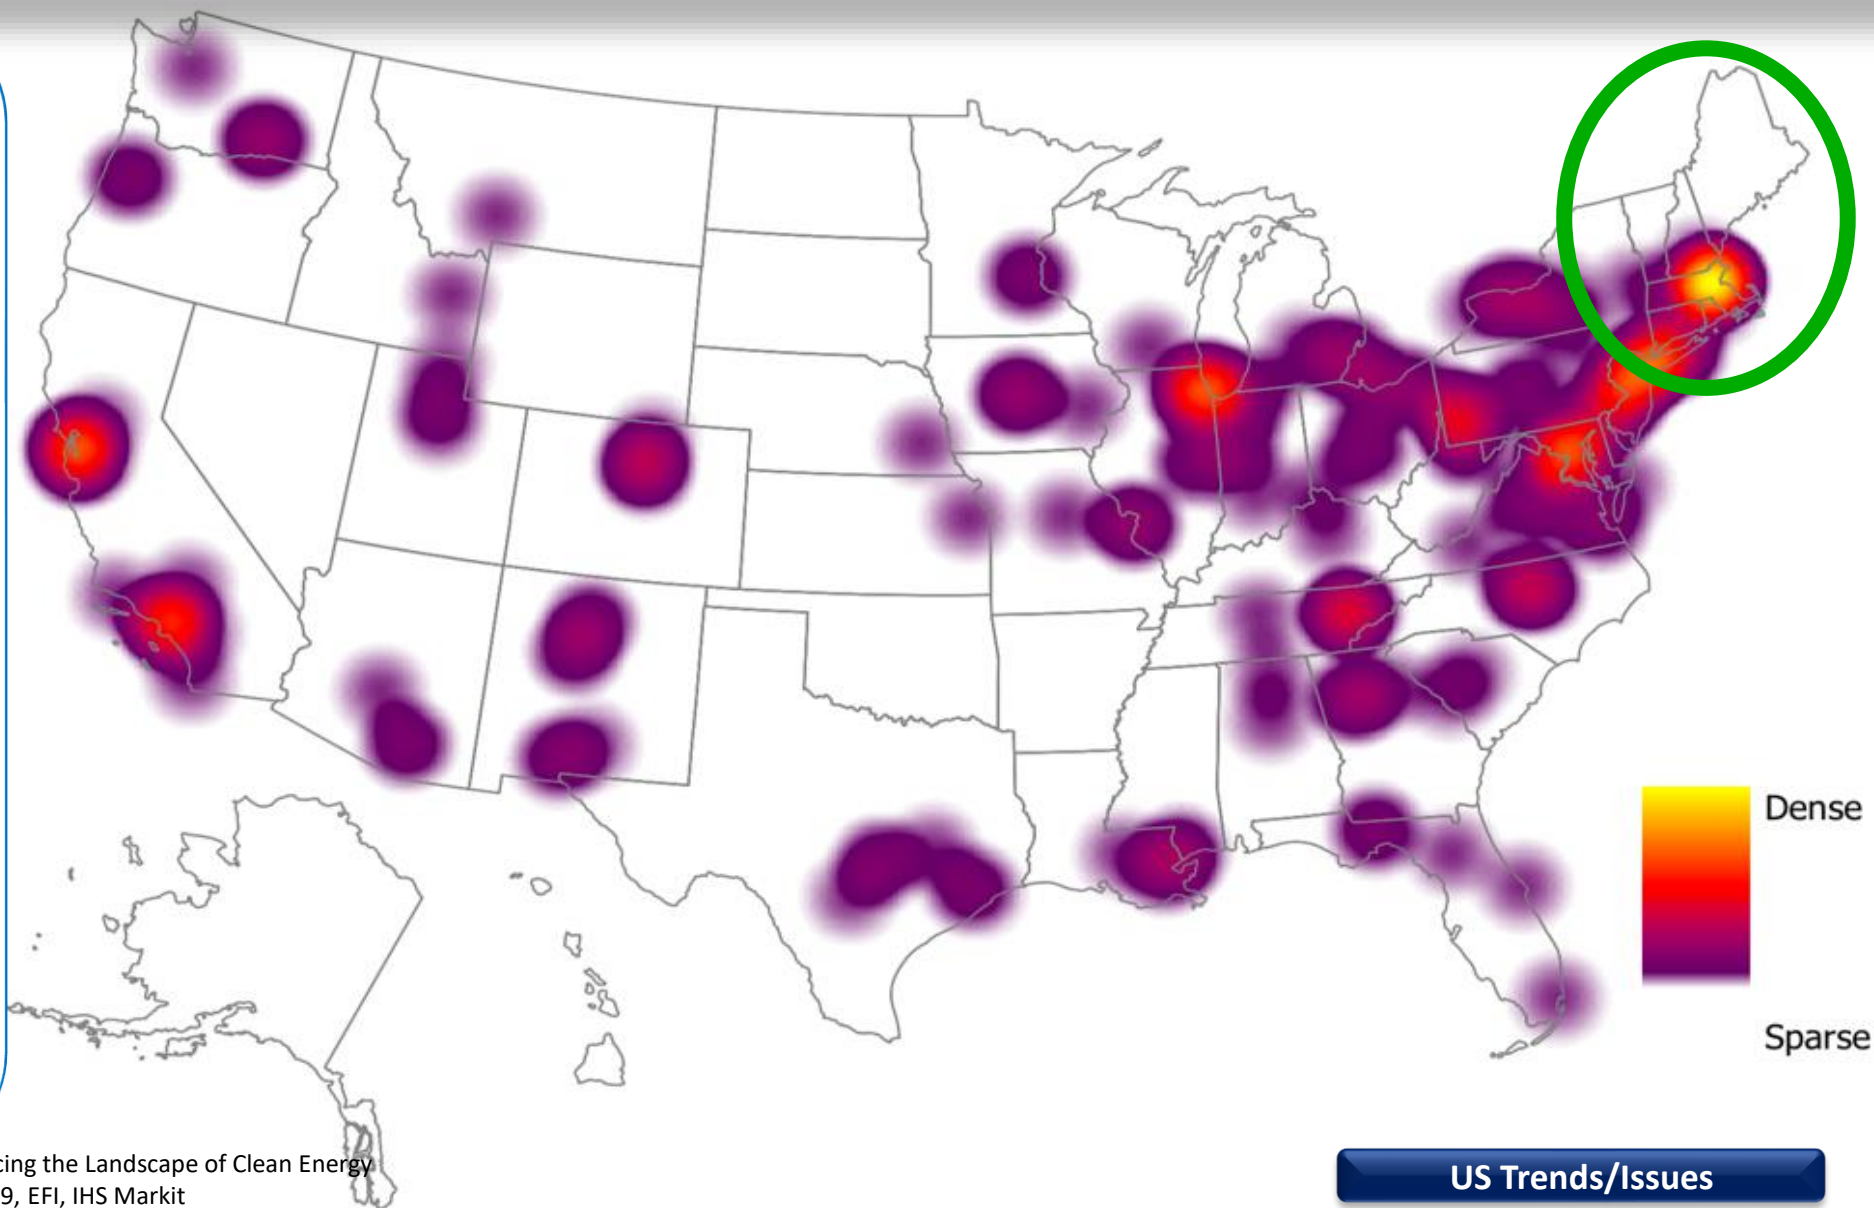 Dense
Sparse
cing the Landscape of Clean Energy
9, EFI, IHS Markit
US Trends/Issues